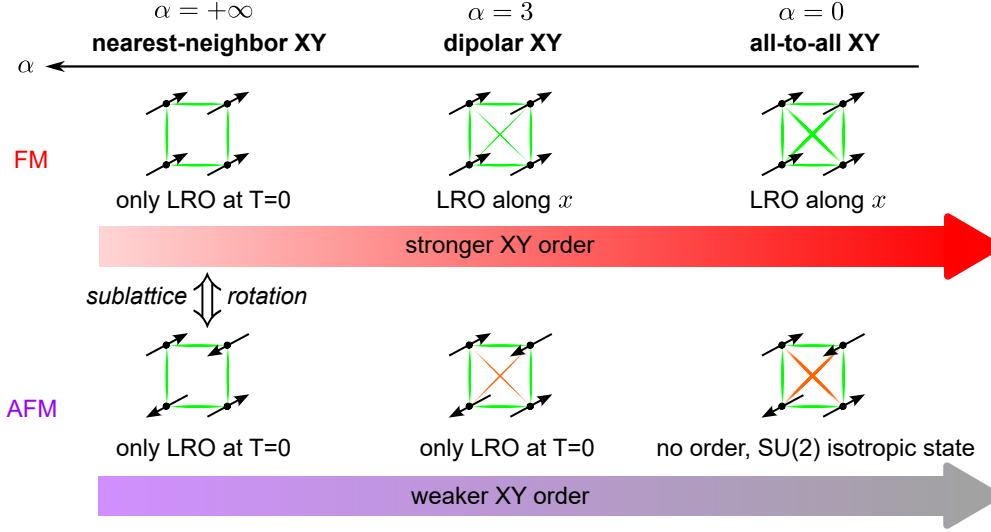 α = +∞ α = 3 α = 0
nearest-neighbor XY dipolar XY all-to-all XY
α
FM
only LRO at T=0 LRO along x LRO along x
stronger XY order
sublattice rotation
AFM
only LRO at T=0 only LRO at T=0 no order, SU(2) isotropic state
weaker XY order